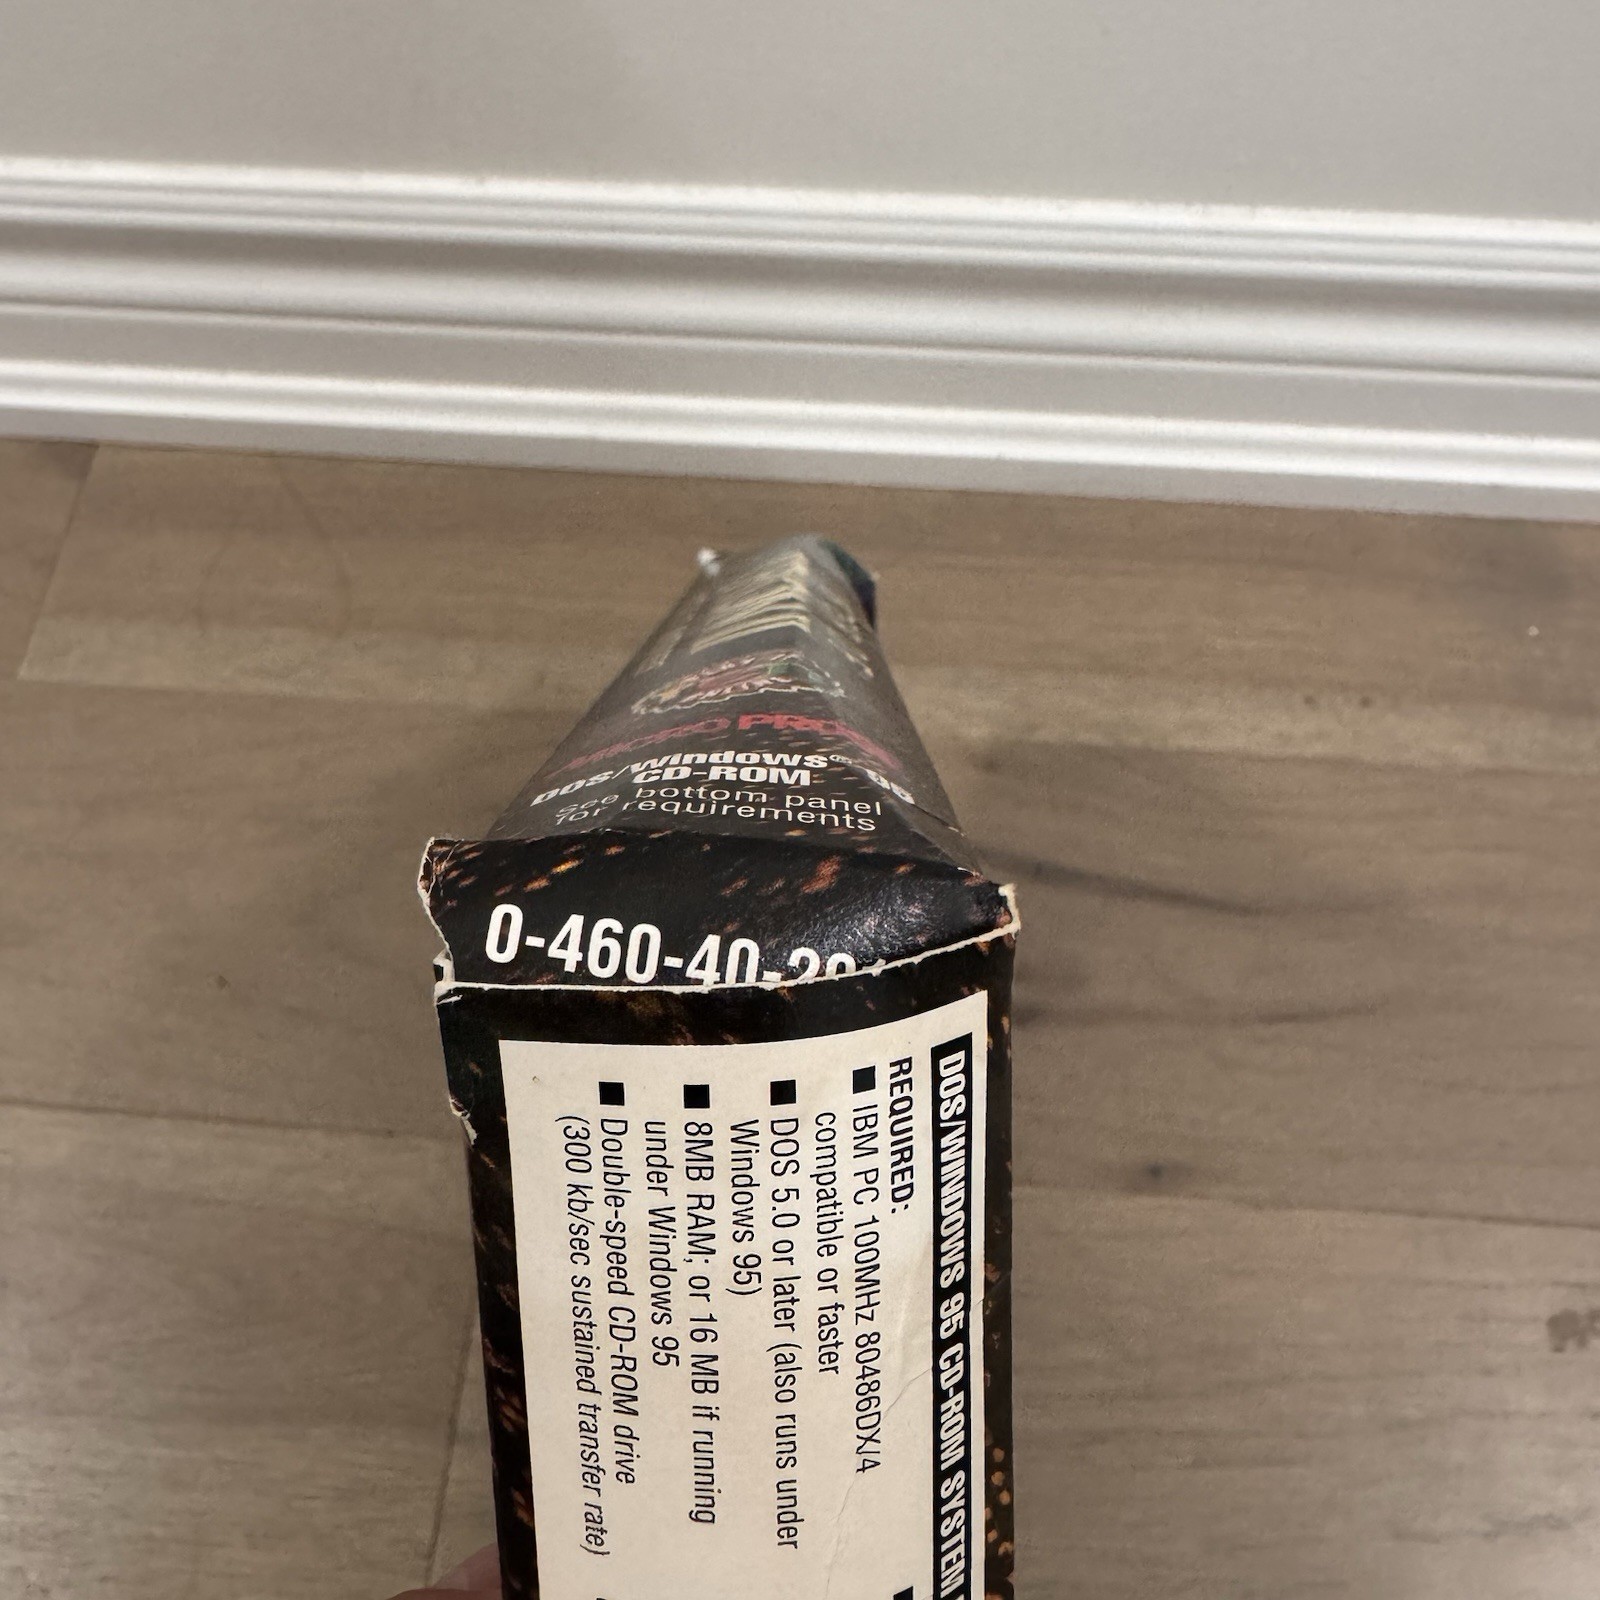 MICRO PROSE
DOS/Windows® 95
CD-ROM
See bottom panel
for requirements
0-460-40-
DOS/WINDOWS 95 CD-ROM SYSTEM
REQUIRED:
■ IBM PC 100MHz 80486DX/4
compatible or faster
■ DOS 5.0 or later (also runs under
Windows 95)
■ 8MB RAM; or 16 MB if running
under Windows 95
■ Double-speed CD-ROM drive
(300 kb/sec sustained transfer rate)